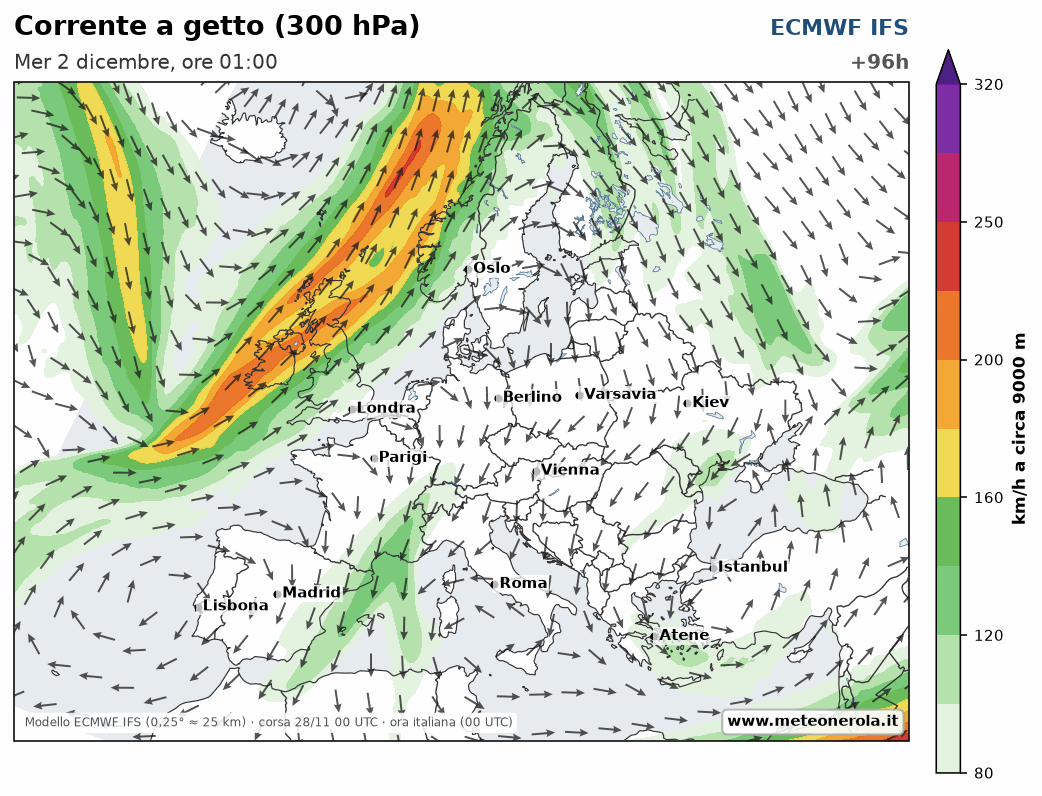 Corrente a getto (300 hPa)
ECMWF IFS
Mer 2 dicembre, ore 01:00
+96h
320
250
200
160
120
80
km/h a circa 9000 m
Oslo
Londra
Berlino
Varsavia
Kiev
Parigi
Vienna
Istanbul
Roma
Madrid
Lisbona
Atene
Modello ECMWF IFS (0,25° ≈ 25 km) · corsa 28/11 00 UTC · ora italiana (00 UTC)
www.meteonerola.it